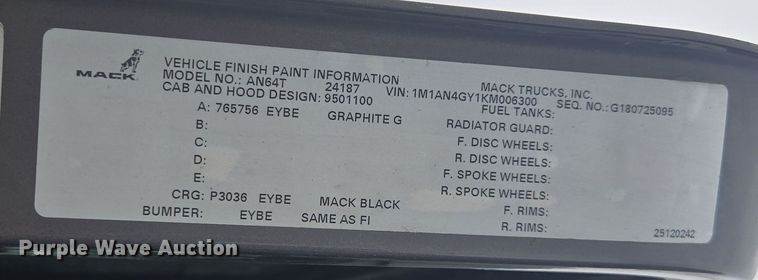 MACK
VEHICLE FINISH PAINT INFORMATION MACK TRUCKS, INC.
MODEL NO.: AN64T 24187 VIN: 1M1AN4GY1KM006300 SEQ. NO.: G180725095
CAB AND HOOD DESIGN: 9501100 FUEL TANKS:
A: 765756 EYBE GRAPHITE G RADIATOR GUARD:
B: F. DISC WHEELS:
C: R. DISC WHEELS:
D: F. SPOKE WHEELS:
E: R. SPOKE WHEELS:
CRG: P3036 EYBE MACK BLACK F. RIMS:
BUMPER: EYBE SAME AS FI R. RIMS:
25120242
Purple Wave Auction